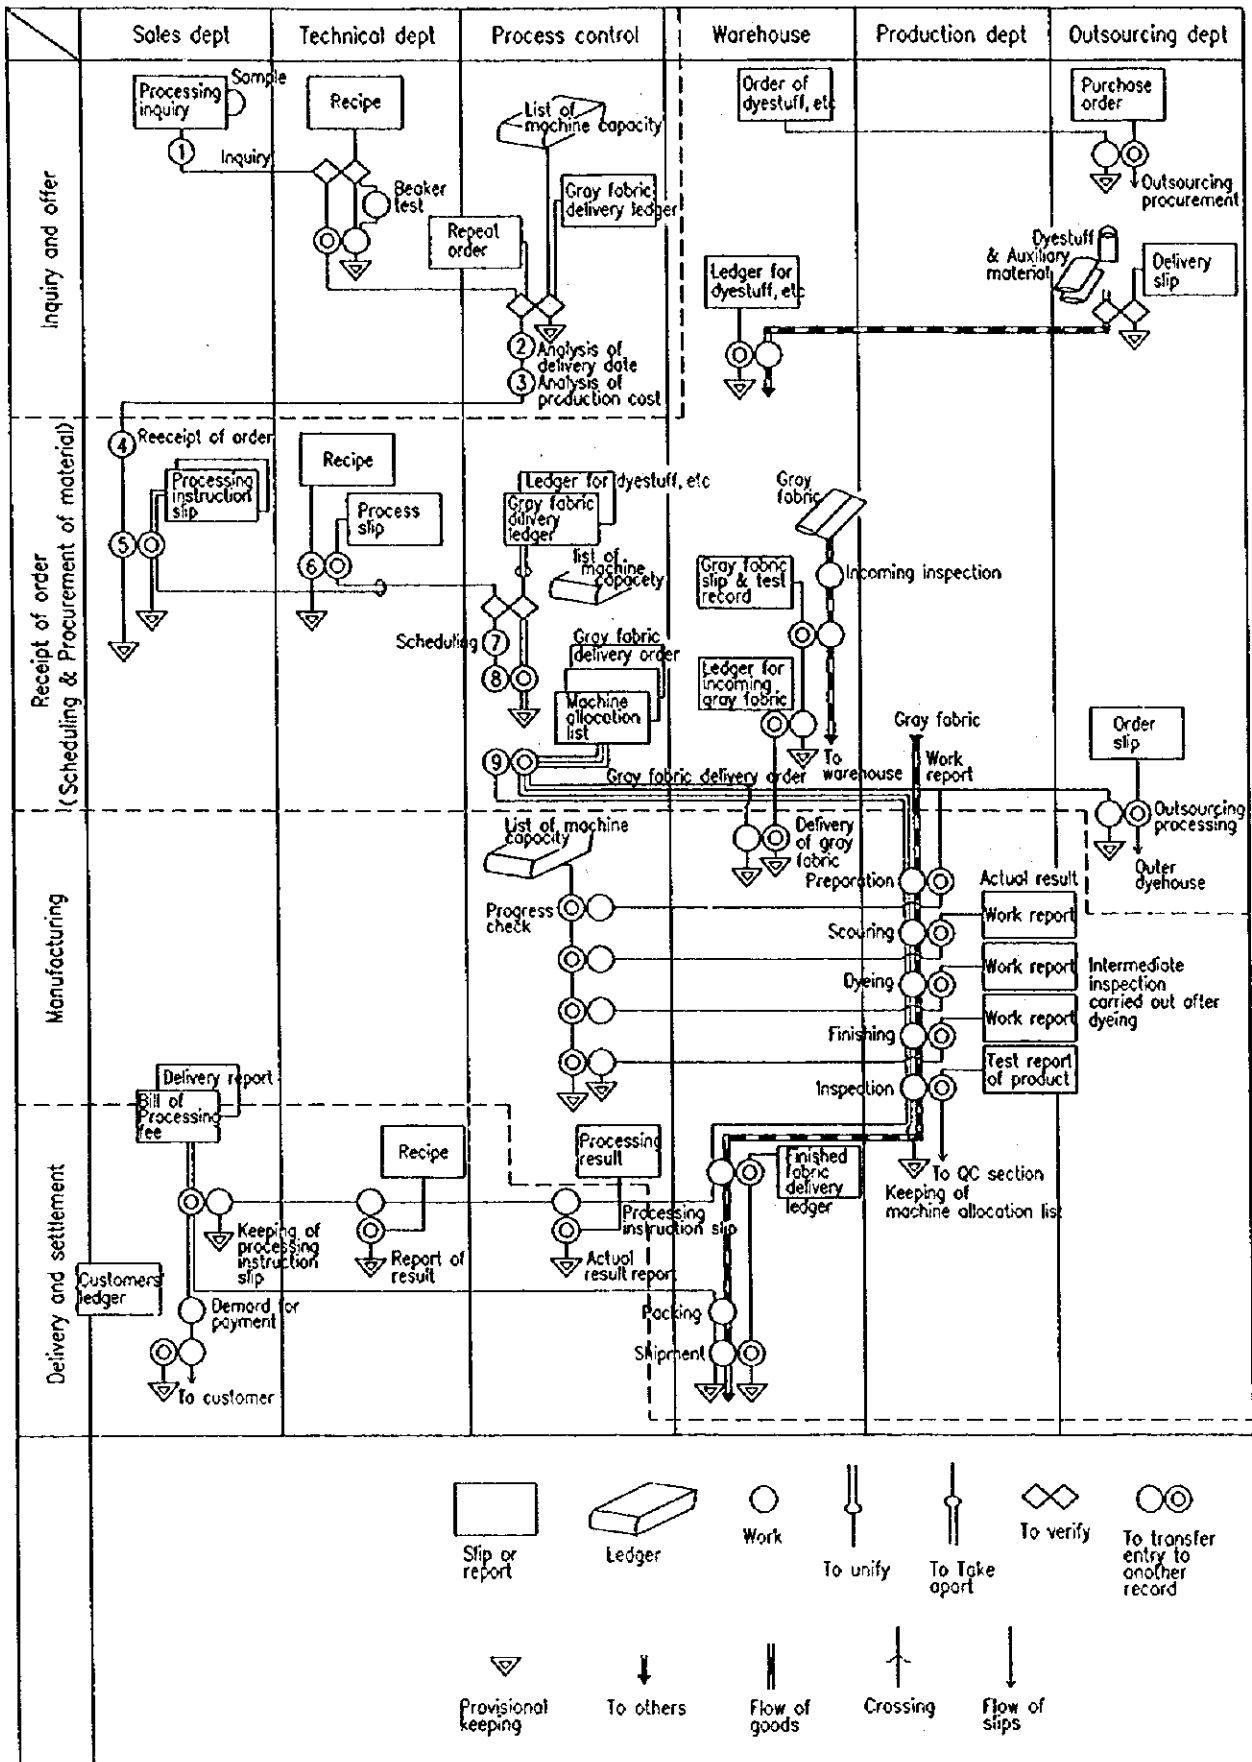 Sales dept
Technical dept
Process control
Warehouse
Production dept
Outsourcing dept
Inquiry and offer
Processing
inquiry
Sample
1
Inquiry
Recipe
Beaker
test
List of
machine capacity
Gray fabric
delivery ledger
Repeat
order
2
Analysis of
delivery date
3
Analysis of
production cost
Order of
dyestuff, etc
Purchase
order
Outsourcing
procurement
Dyestuff
& Auxiliary
material
Delivery
slip
Ledger for
dyestuff, etc
Receipt of order
(Scheduling & Procurement of material)
4
Reeceipt of order
Processing
instruction
slip
5
Recipe
Process
slip
6
Ledger for dyestuff, etc
Gray fabric
dilivery
ledger
list of
machine
capacety
Scheduling
7
8
Gray fabric
delivery order
Machine
allocation
list
9
Gray fabric delivery order
Gray
fabric
Incoming inspection
Gray fabric
slip & test
record
Ledger for
incoming
gray fabric
To
warehouse
Gray fabric
Work
report
Order
slip
Outsourcing
processing
Outer
dyehouse
Manufacturing
List of machine
capacity
Progress
check
Delivery
of gray
fabric
Preparation
Actual result
Scouring
Work report
Dyeing
Work report
Intermediate
inspection
carried out after
dyeing
Finishing
Work report
Inspection
Test report
of product
Delivery and settlement
Delivery report
Bill of
Processing
fee
Recipe
Processing
result
Finished
fabric
delivery
ledger
To QC section
Keeping of
machine allocation list
Keeping of
processing
instruction
slip
Report of
result
Processing
instruction slip
Actual
result report
Customers'
ledger
Demord for
payment
To customer
Packing
Shipment
Slip or
report
Ledger
Work
To unify
To Take
apart
To verify
To transfer
entry to
another
record
Provisional
keeping
To others
Flow of
goods
Crossing
Flow of
slips